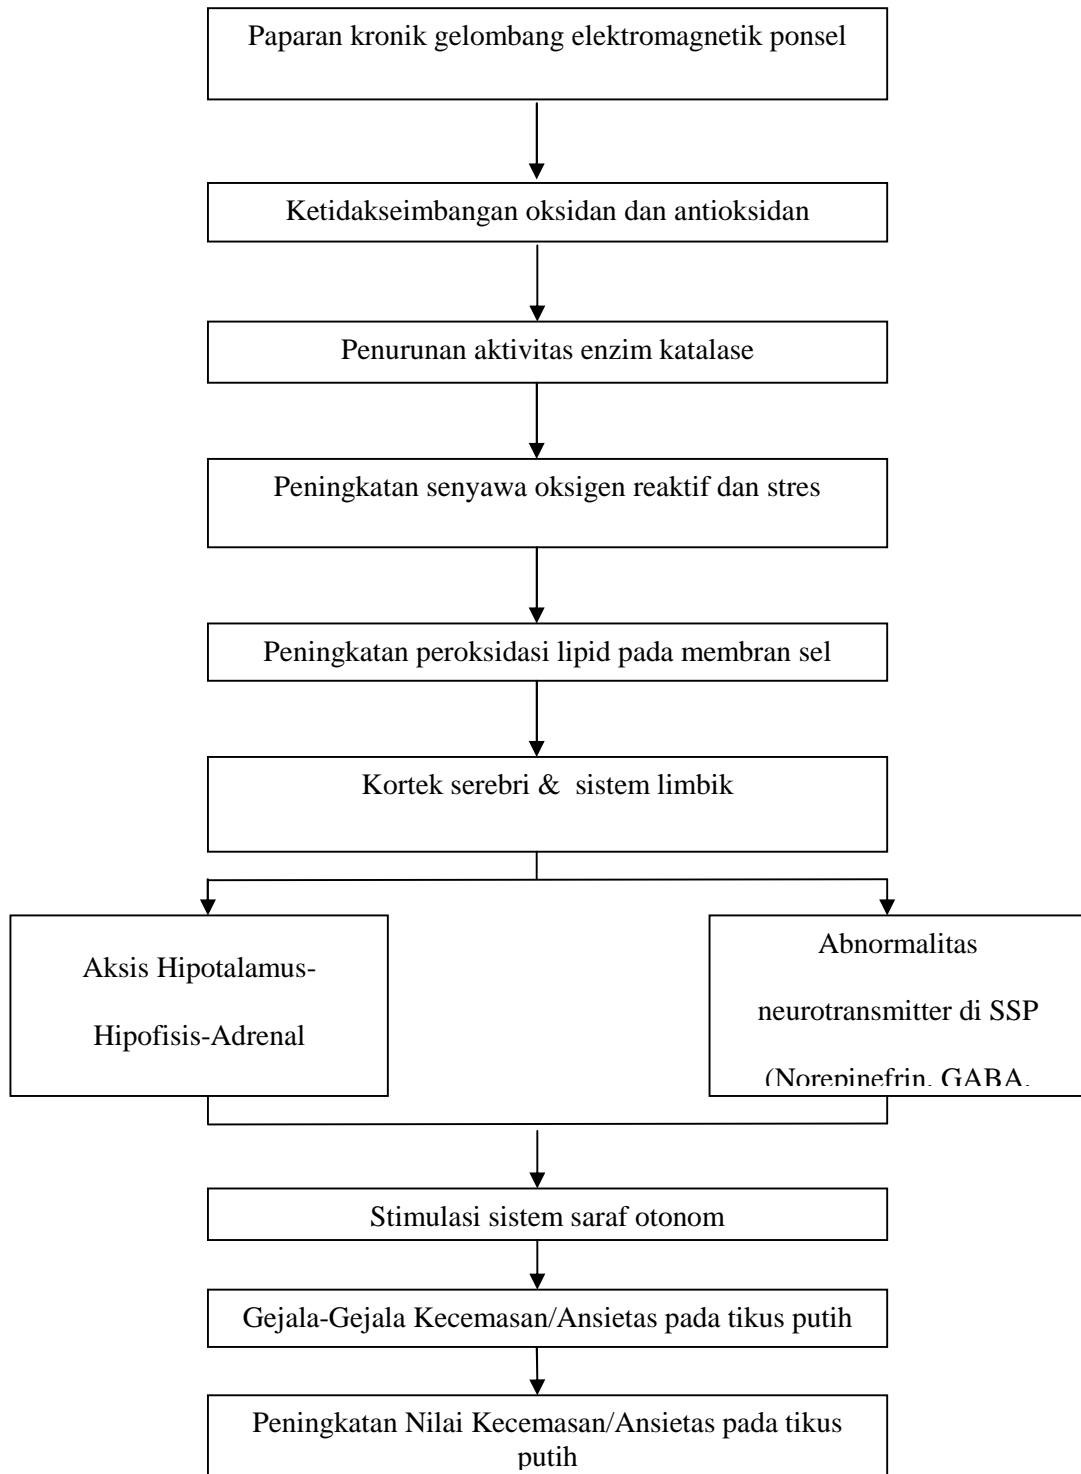 Paparan kronik gelombang elektromagnetik ponsel
Ketidakseimbangan oksidan dan antioksidan
Penurunan aktivitas enzim katalase
Peningkatan senyawa oksigen reaktif dan stres
Peningkatan peroksidasi lipid pada membran sel
Kortek serebri & sistem limbik
Aksis Hipotalamus-
Hipofisis-Adrenal
Abnormalitas
neurotransmitter di SSP
(Norepinefrin, GABA,
Stimulasi sistem saraf otonom
Gejala-Gejala Kecemasan/Ansietas pada tikus putih
Peningkatan Nilai Kecemasan/Ansietas pada tikus
putih